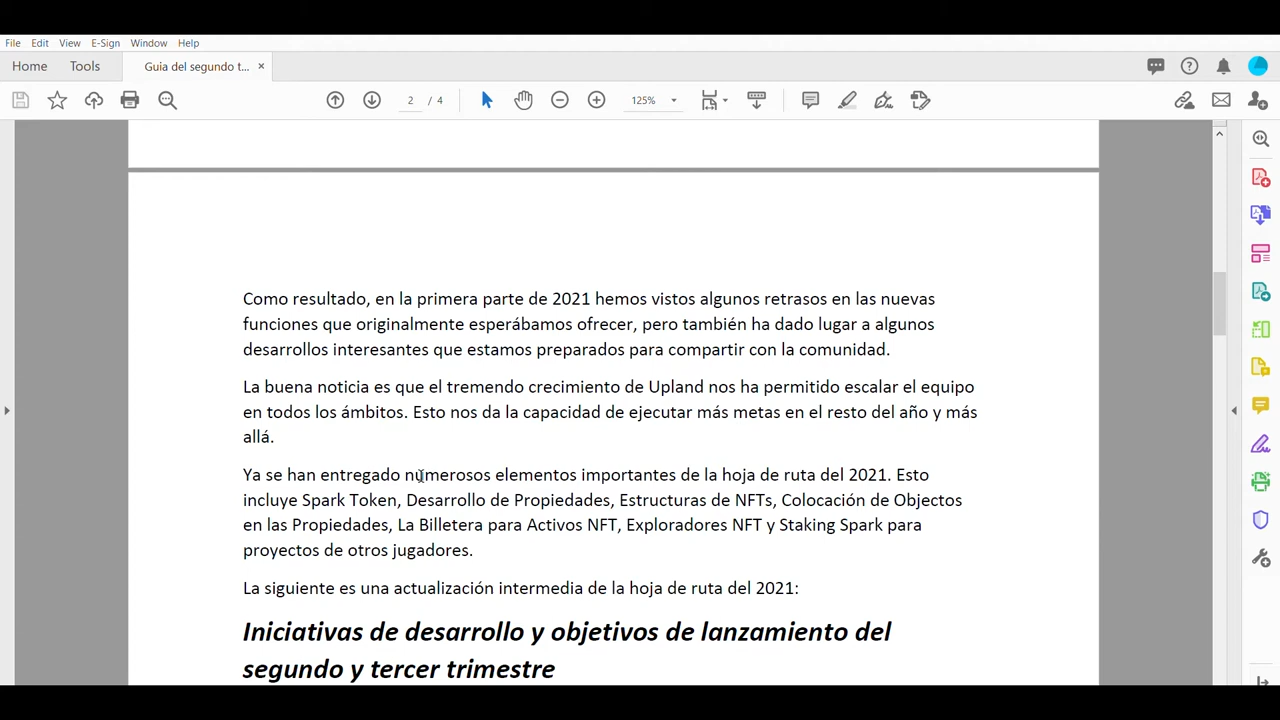 File Edit View E-Sign Window Help
Home Tools Guia del segundo t... ×
2 / 4 125%
Como resultado, en la primera parte de 2021 hemos vistos algunos retrasos en las nuevas
funciones que originalmente esperábamos ofrecer, pero también ha dado lugar a algunos
desarrollos interesantes que estamos preparados para compartir con la comunidad.
La buena noticia es que el tremendo crecimiento de Upland nos ha permitido escalar el equipo
en todos los ámbitos. Esto nos da la capacidad de ejecutar más metas en el resto del año y más
allá.
Ya se han entregado numerosos elementos importantes de la hoja de ruta del 2021. Esto
incluye Spark Token, Desarrollo de Propiedades, Estructuras de NFTs, Colocación de Objectos
en las Propiedades, La Billetera para Activos NFT, Exploradores NFT y Staking Spark para
proyectos de otros jugadores.
La siguiente es una actualización intermedia de la hoja de ruta del 2021:
Iniciativas de desarrollo y objetivos de lanzamiento del
segundo y tercer trimestre